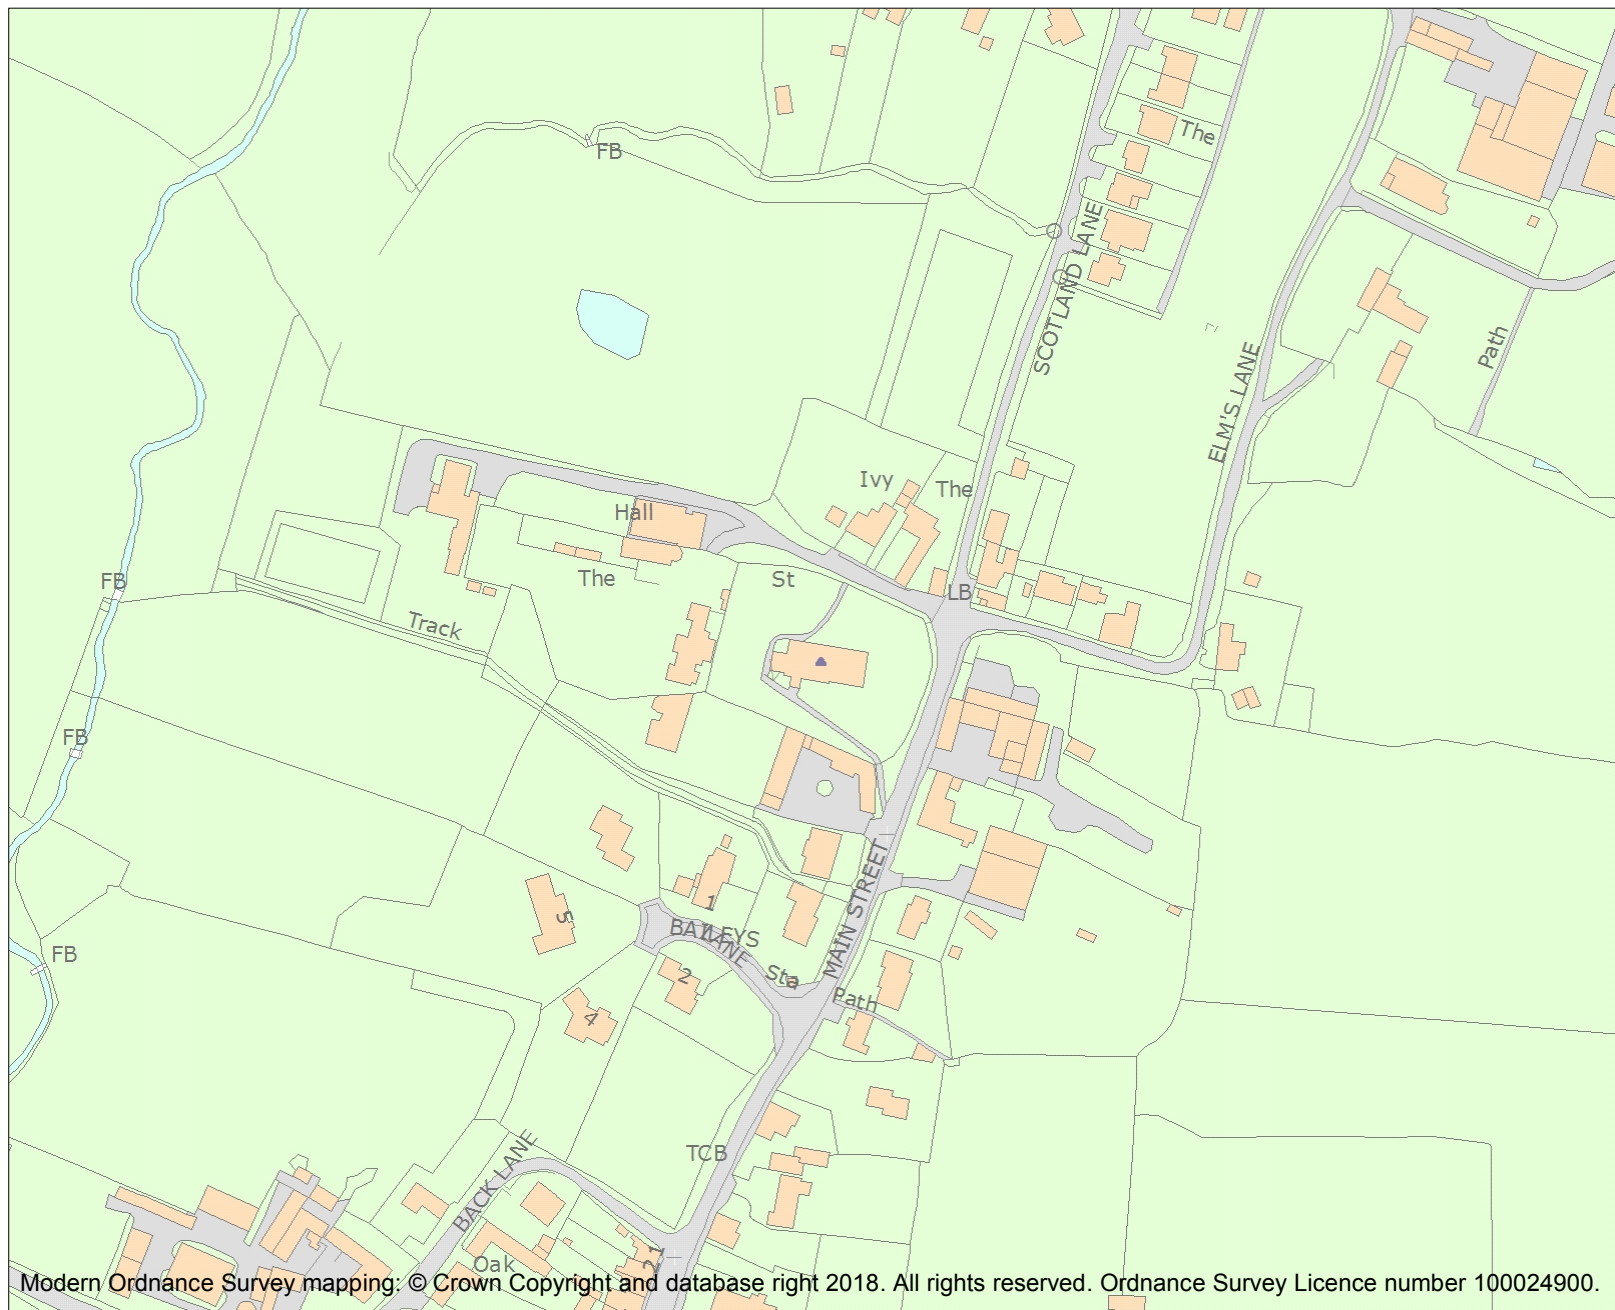 The
FB
SCOTLAND LANE
Path
ELM'S LANE
Ivy
The
Hall
The
St
LB
FB
Track
FB
MAIN STREET
1
5
BAILEYS
LANE
FB
2
Sta
Path
4
TCB
BACK LANE
21
Oak
Modern Ordnance Survey mapping: © Crown Copyright and database right 2018. All rights reserved. Ordnance Survey Licence number 100024900.